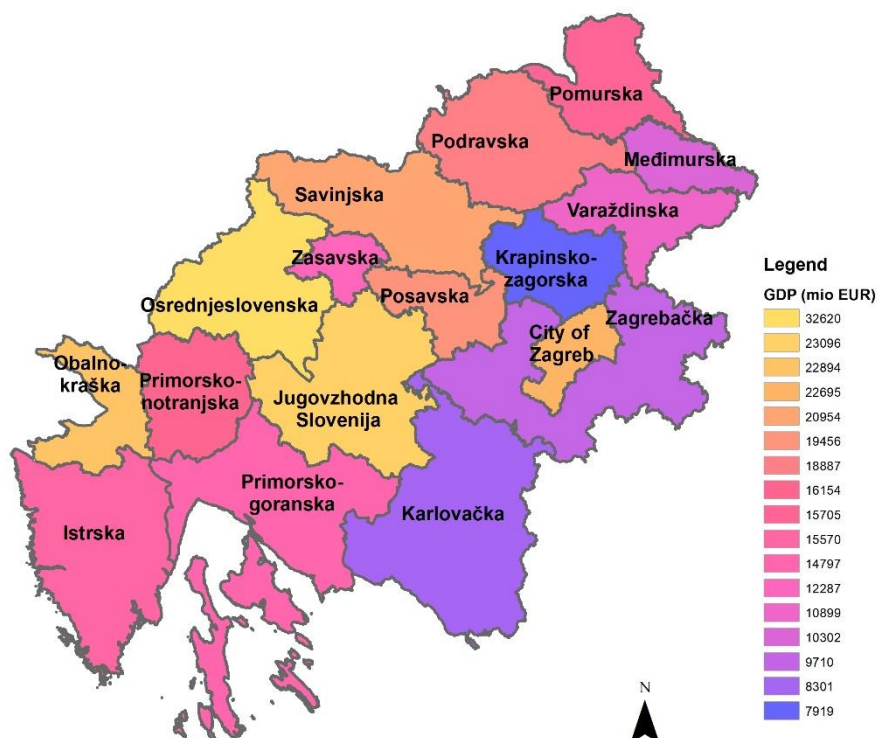 Pomurska
Podravska
Međimurska
Savinjska
Varaždinska
Zasavska
Krapinsko-
zagorska
Posavska
Osrednjeslovenska
City of
Zagreb
Zagrebačka
Obalno-
kraška
Primorsko-
notranjska
Jugovzhodna
Slovenija
Primorsko-
goranska
Karlovačka
Istrska
Legend
GDP (mio EUR)
32620
23096
22894
22695
20954
19456
18887
16154
15705
15570
14797
12287
10899
10302
9710
8301
7919
N